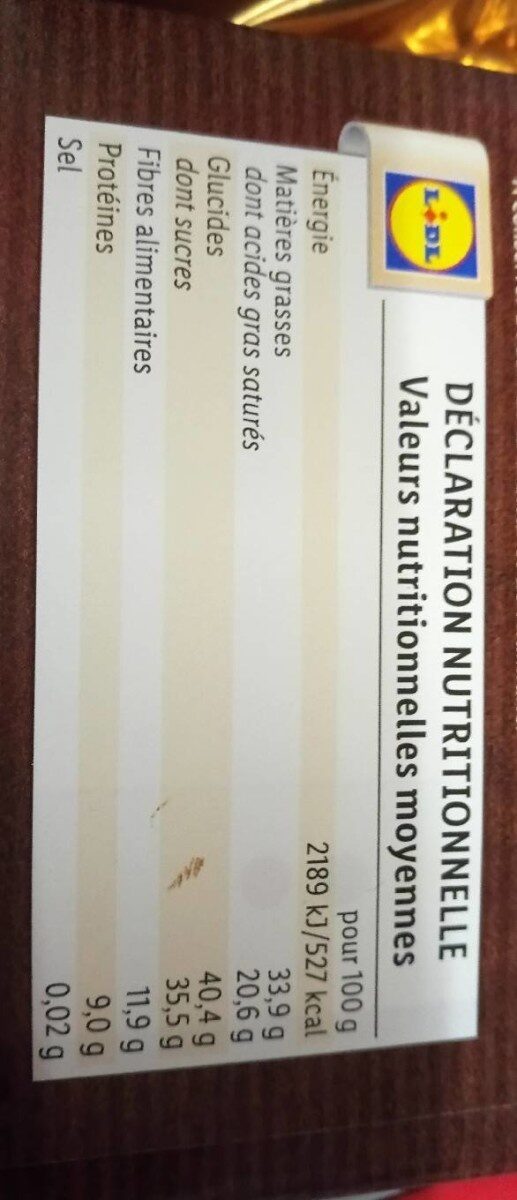 LIDL
DÉCLARATION NUTRITIONNELLE
Valeurs nutritionnelles moyennes
pour 100 g
Énergie 2189 kJ/527 kcal
Matières grasses 33,9 g
dont acides gras saturés 20,6 g
Glucides 40,4 g
dont sucres 35,5 g
Fibres alimentaires 11,9 g
Protéines 9,0 g
Sel 0,02 g